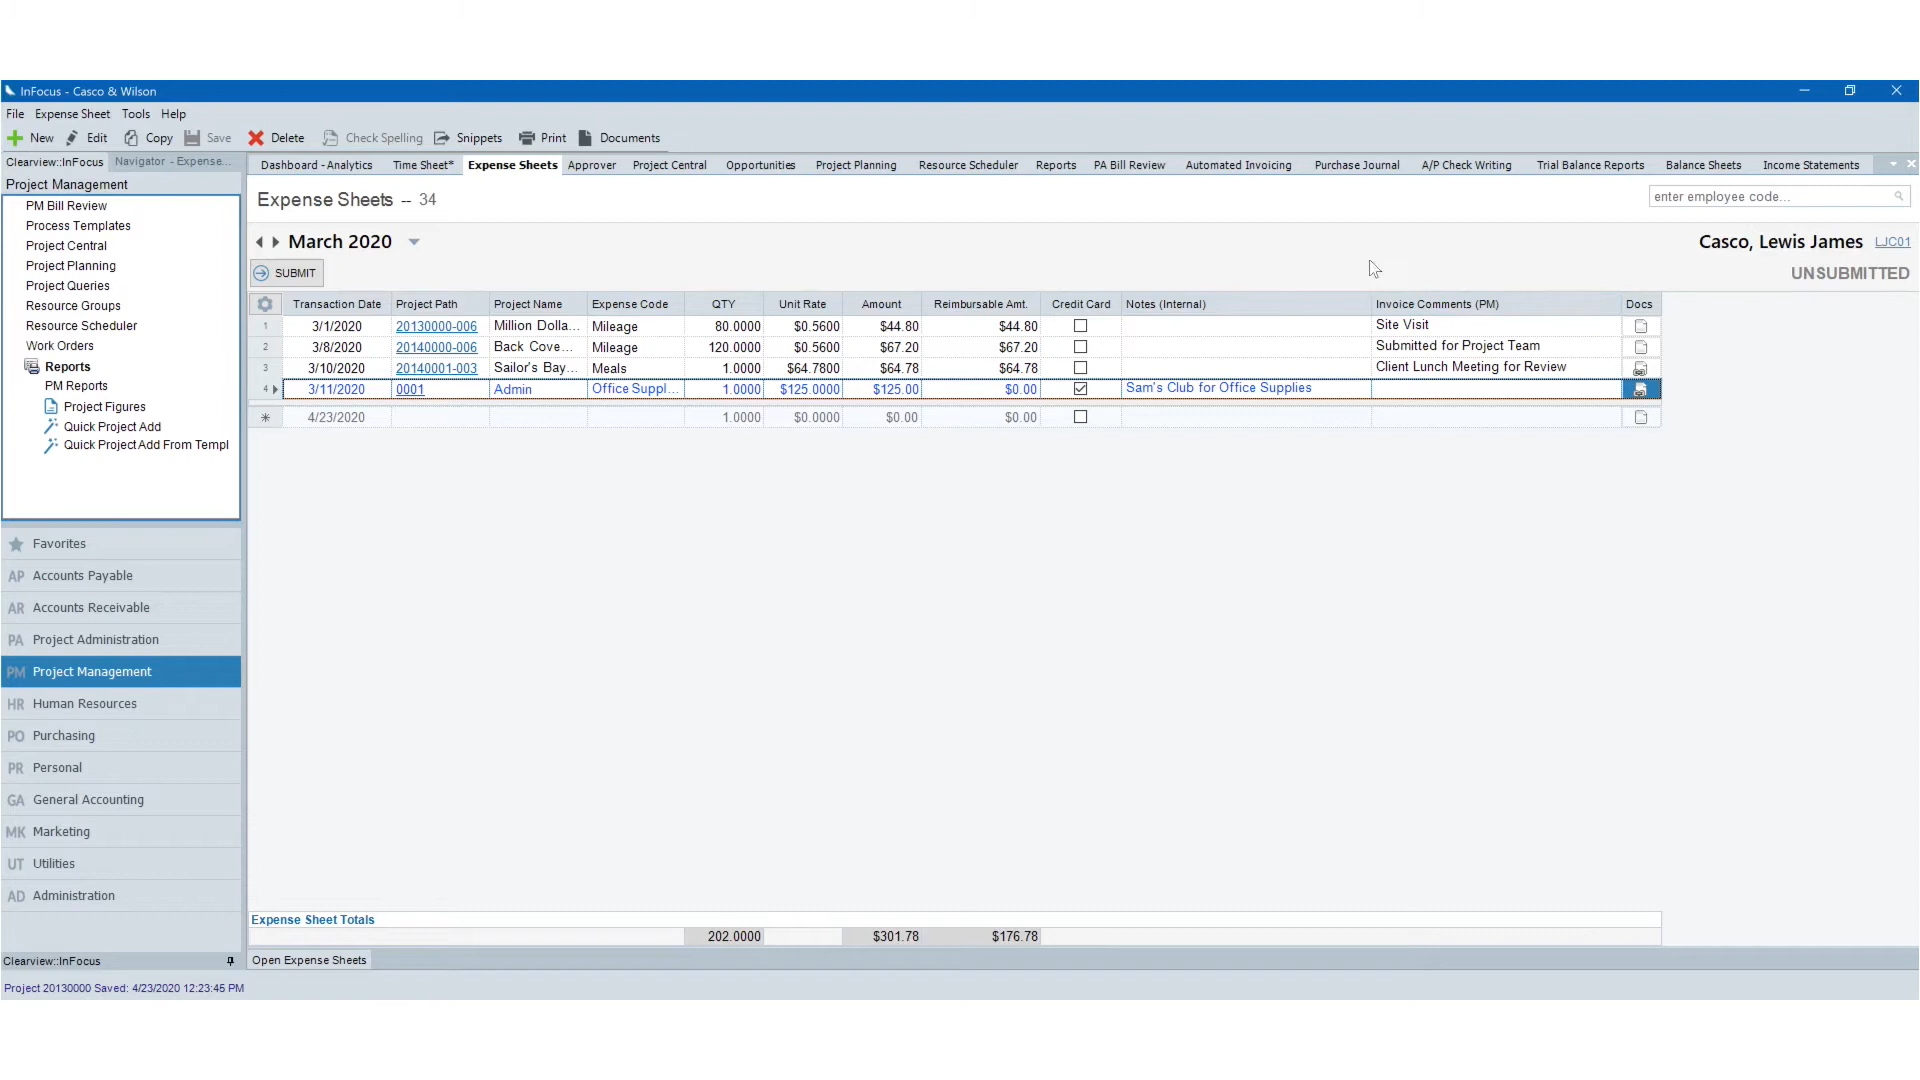 InFocus - Casco & Wilson
File Expense Sheet Tools Help
New Edit Copy Save Delete Check Spelling Snippets Print Documents
Clearview::InFocus Navigator - Expense...
Dashboard - Analytics Time Sheet* Expense Sheets Approver Project Central Opportunities Project Planning Resource Scheduler Reports PA Bill Review Automated Invoicing Purchase Journal A/P Check Writing Trial Balance Reports Balance Sheets Income Statements
Project Management
PM Bill Review
Process Templates
Project Central
Project Planning
Project Queries
Resource Groups
Resource Scheduler
Work Orders
Reports
PM Reports
Project Figures
Quick Project Add
Quick Project Add From Templ
Favorites
AP Accounts Payable
AR Accounts Receivable
PA Project Administration
PM Project Management
HR Human Resources
PO Purchasing
PR Personal
GA General Accounting
MK Marketing
UT Utilities
AD Administration
Clearview::InFocus
Expense Sheets -- 34
enter employee code...
March 2020
Casco, Lewis James LJC01
SUBMIT
UNSUBMITTED
Transaction Date Project Path Project Name Expense Code QTY Unit Rate Amount Reimbursable Amt. Credit Card Notes (Internal) Invoice Comments (PM) Docs
1 3/1/2020 20130000-006 Million Dolla... Mileage 80.0000 $0.5600 $44.80 $44.80 Site Visit
2 3/8/2020 20140000-006 Back Cove... Mileage 120.0000 $0.5600 $67.20 $67.20 Submitted for Project Team
3 3/10/2020 20140001-003 Sailor's Bay... Meals 1.0000 $64.7800 $64.78 $64.78 Client Lunch Meeting for Review
4 3/11/2020 0001 Admin Office Suppl... 1.0000 $125.0000 $125.00 $0.00 Sam's Club for Office Supplies
* 4/23/2020 1.0000 $0.0000 $0.00 $0.00
Expense Sheet Totals
202.0000 $301.78 $176.78
Open Expense Sheets
Project 20130000 Saved: 4/23/2020 12:23:45 PM